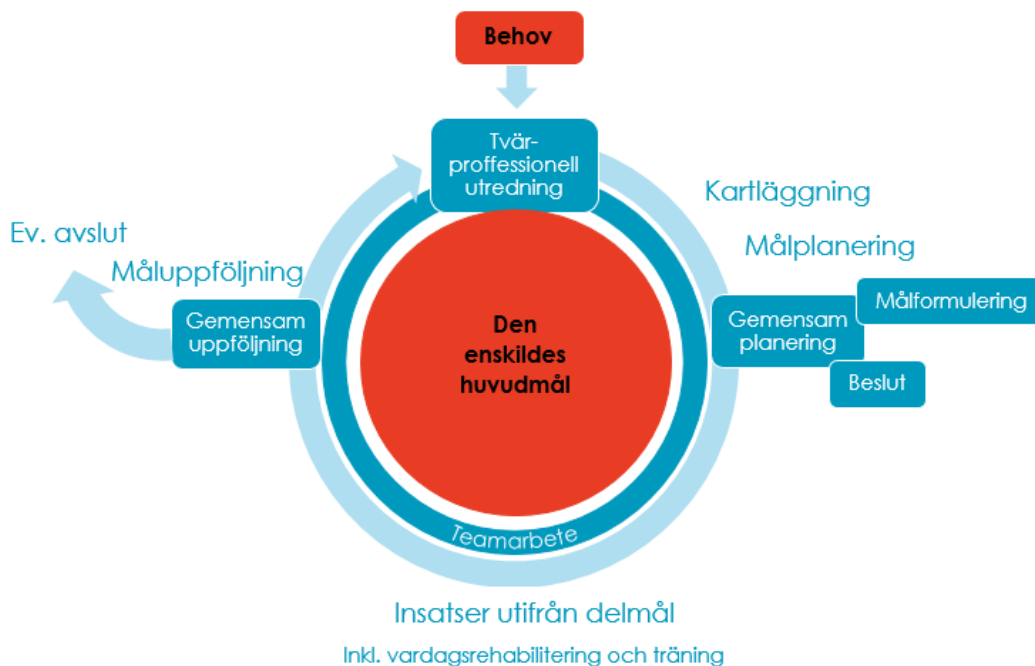 Behov
Tvär-
proffessionell
utredning
Kartläggning
Målplanering
Målformulering
Gemensam
planering
Beslut
Ev. avslut
Måluppföljning
Gemensam
uppföljning
Den
enskildes
huvudmål
Teamarbete
Insatser utifrån delmål
Inkl. vardagsrehabilitering och träning